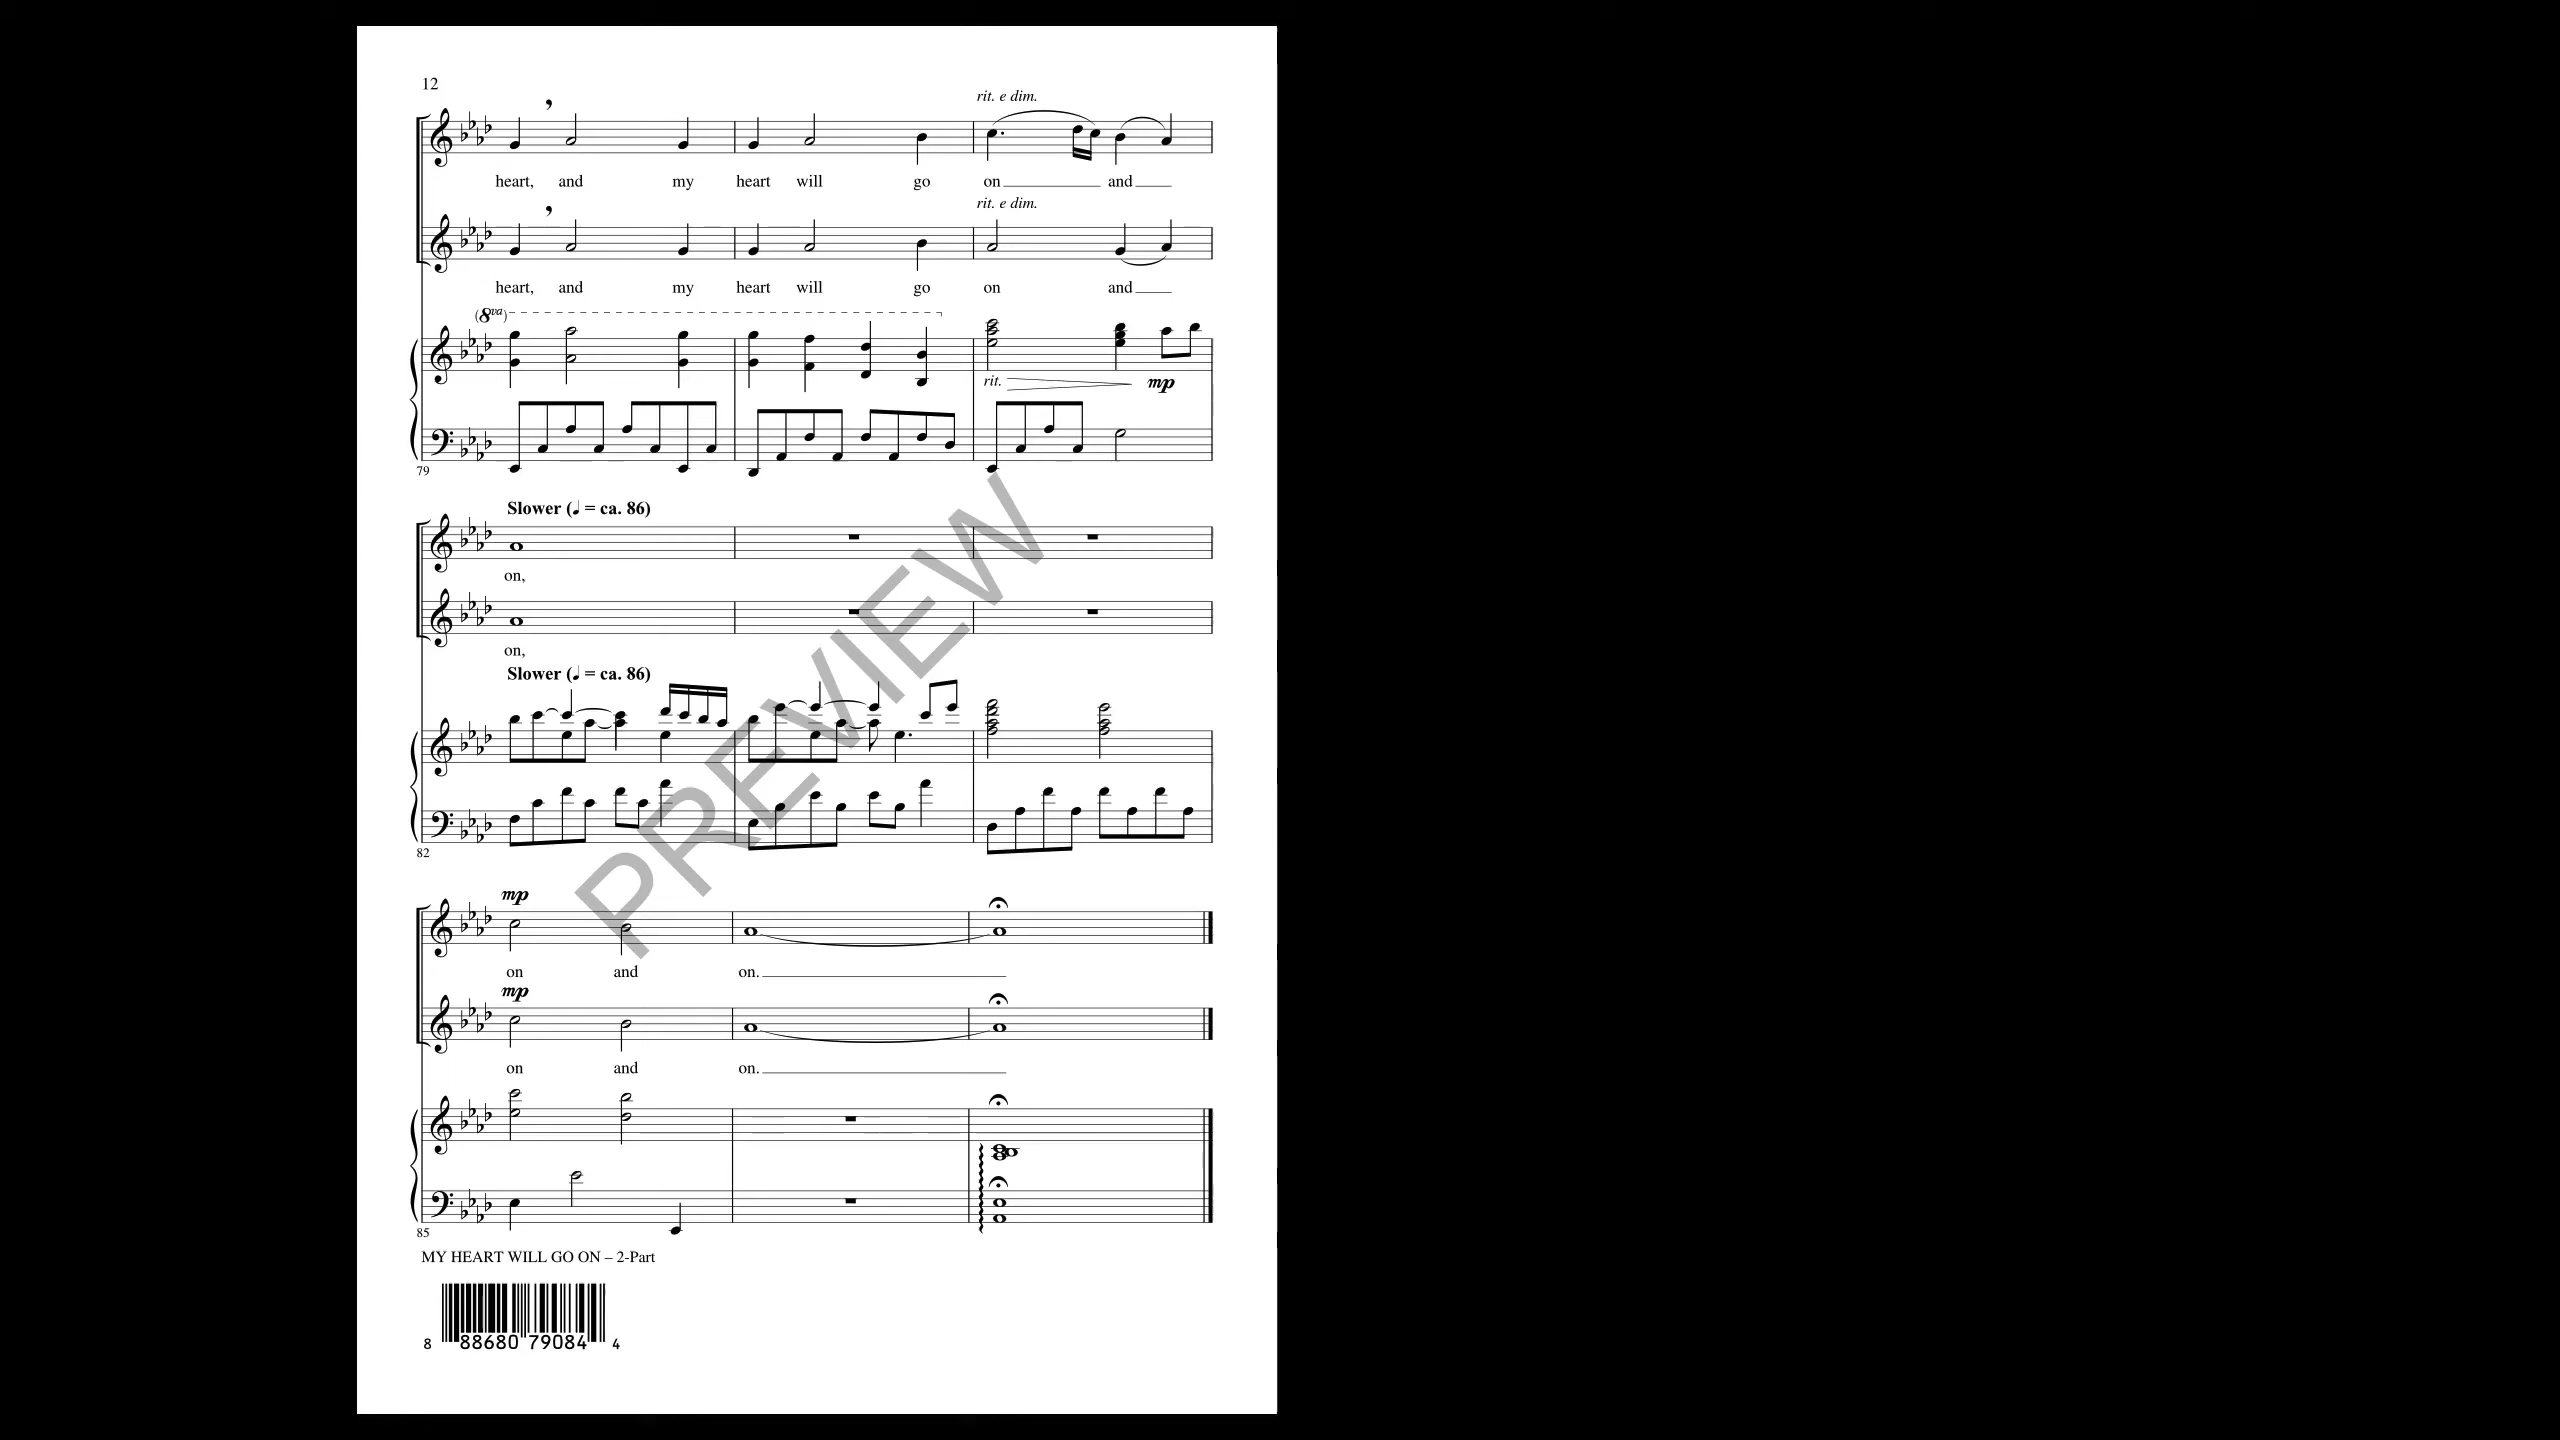 12
rit. e dim.
heart, and my heart will go on and
rit. e dim.
heart, and my heart will go on and
(8va)
rit. mp
79
Slower (♩ = ca. 86)
on,
on,
Slower (♩ = ca. 86)
82
mp
on and on.
mp
on and on.
85
MY HEART WILL GO ON – 2-Part
8 88680 79084 4
PREVIEW